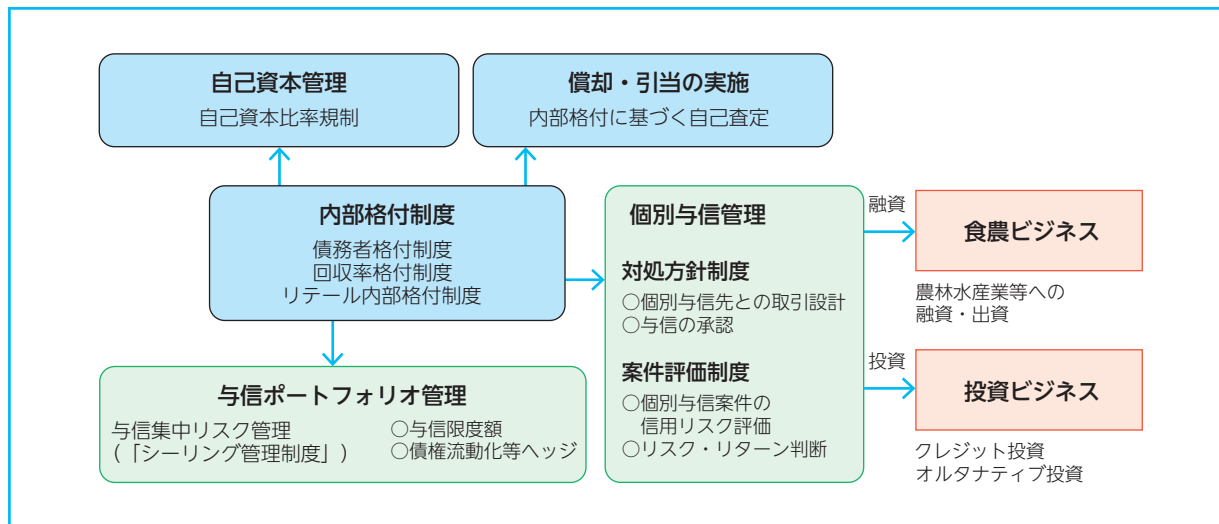 自己資本管理
自己資本比率規制
償却・引当の実施
内部格付に基づく自己査定
内部格付制度
債務者格付制度
回収率格付制度
リテール内部格付制度
与信ポートフォリオ管理
与信集中リスク管理
(「シーリング管理制度」)
○与信限度額
○債権流動化等ヘッジ
個別与信管理
対処方針制度
○個別与信先との取引設計
○与信の承認
案件評価制度
○個別与信案件の
信用リスク評価
○リスク・リターン判断
融資
食農ビジネス
農林水産業等への
融資・出資
投資
投資ビジネス
クレジット投資
オルタナティブ投資